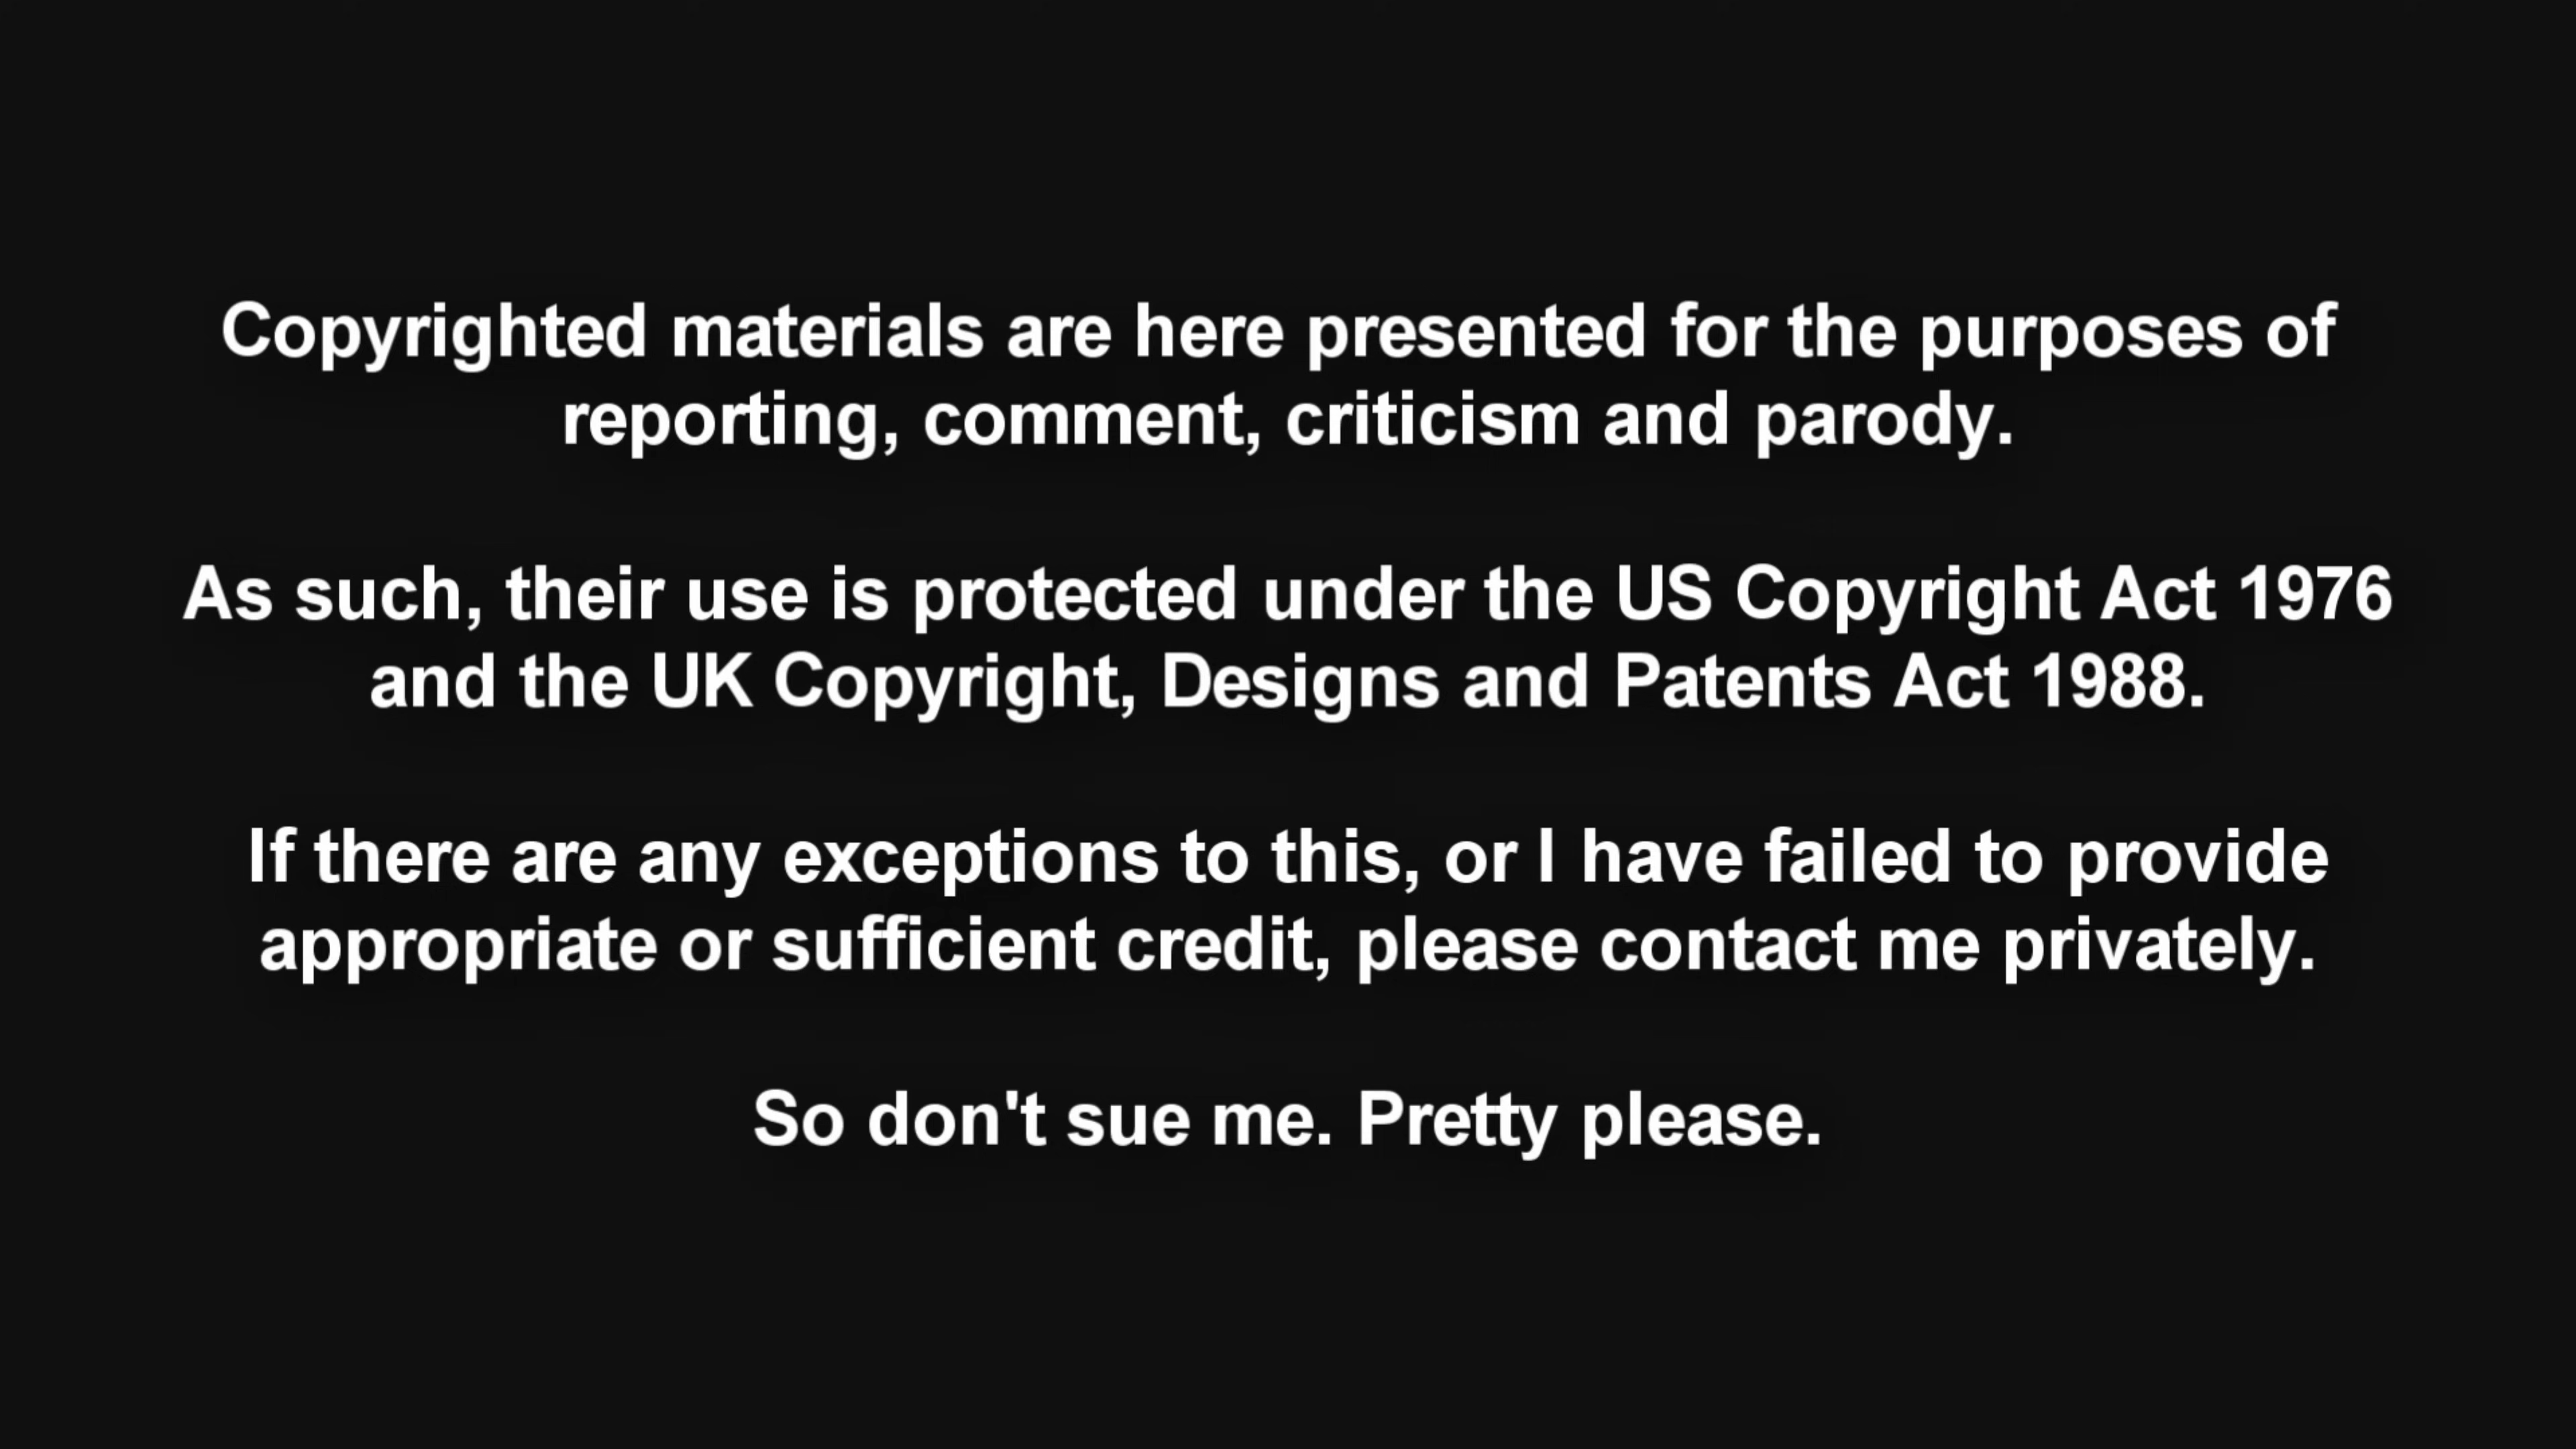 Copyrighted materials are here presented for the purposes of
reporting, comment, criticism and parody.
As such, their use is protected under the US Copyright Act 1976
and the UK Copyright, Designs and Patents Act 1988.
If there are any exceptions to this, or I have failed to provide
appropriate or sufficient credit, please contact me privately.
So don't sue me. Pretty please.